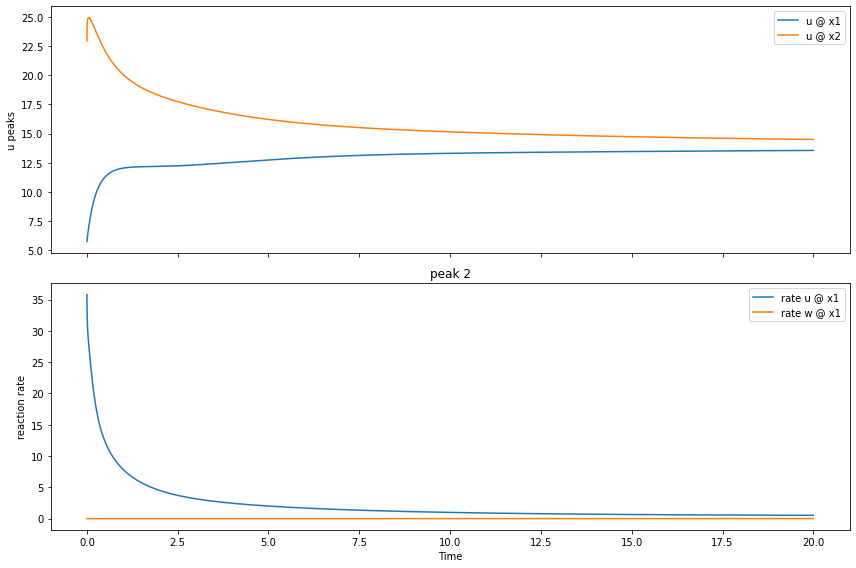 25.0
22.5
20.0
17.5
15.0
12.5
10.0
7.5
5.0
u peaks
u @ x1
u @ x2
peak 2
35
30
25
20
15
10
5
0
reaction rate
rate u @ x1
rate w @ x1
0.0 2.5 5.0 7.5 10.0 12.5 15.0 17.5 20.0
Time